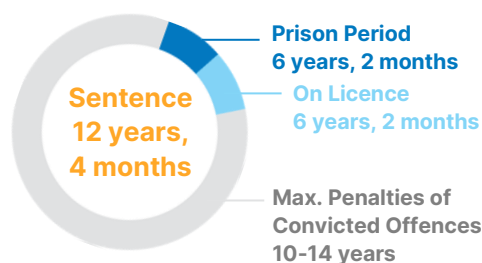 Prison Period
6 years, 2 months
On Licence
6 years, 2 months
Sentence
12 years,
4 months
Max. Penalties of
Convicted Offences
10-14 years